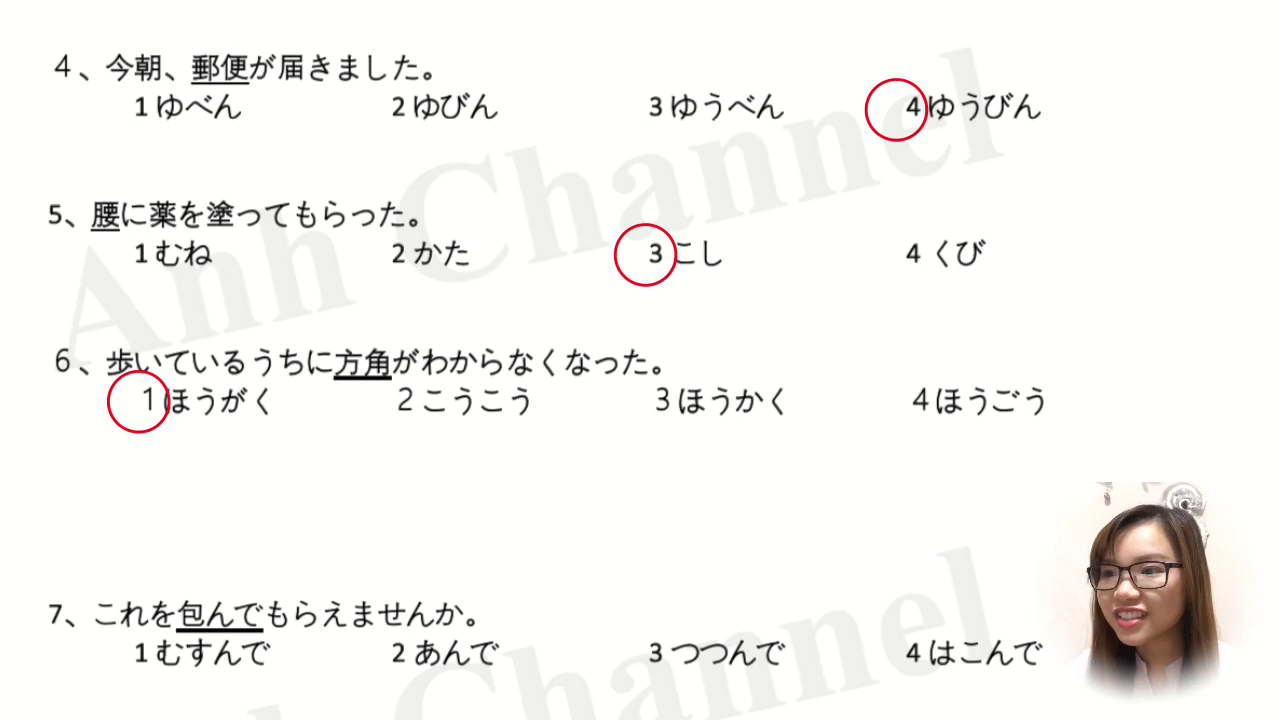 ４、今朝、郵便が届きました。
1 ゆべん 2 ゆびん 3 ゆうべん 4 ゆうびん
5、腰に薬を塗ってもらった。
1 むね 2 かた 3 こし 4 くび
６、歩いているうちに方角がわからなくなった。
１ほうがく ２こうこう ３ほうかく ４ほうごう
7、これを包んでもらえませんか。
1 むすんで 2 あんで 3 つつんで 4 はこんで
Anh Channel
Anh Channel